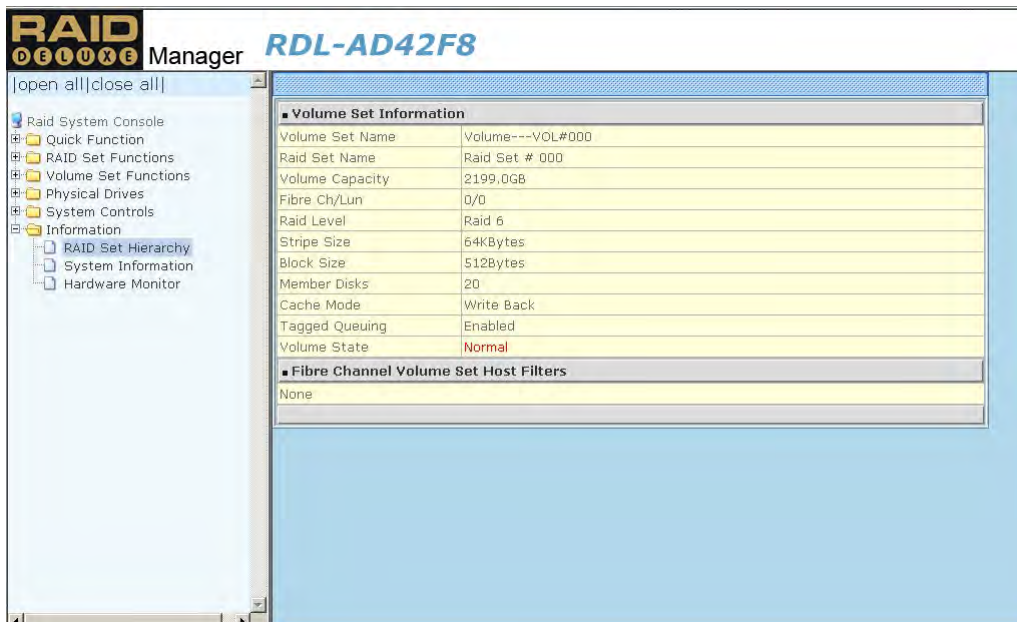 RAID
DELUXE Manager
RDL-AD42F8
|open all|close all|
Raid System Console
Quick Function
RAID Set Functions
Volume Set Functions
Physical Drives
System Controls
Information
RAID Set Hierarchy
System Information
Hardware Monitor
Volume Set Information
Volume Set Name Volume---VOL#000
Raid Set Name Raid Set # 000
Volume Capacity 2199.0GB
Fibre Ch/Lun 0/0
Raid Level Raid 6
Stripe Size 64KBytes
Block Size 512Bytes
Member Disks 20
Cache Mode Write Back
Tagged Queuing Enabled
Volume State Normal
Fibre Channel Volume Set Host Filters
None